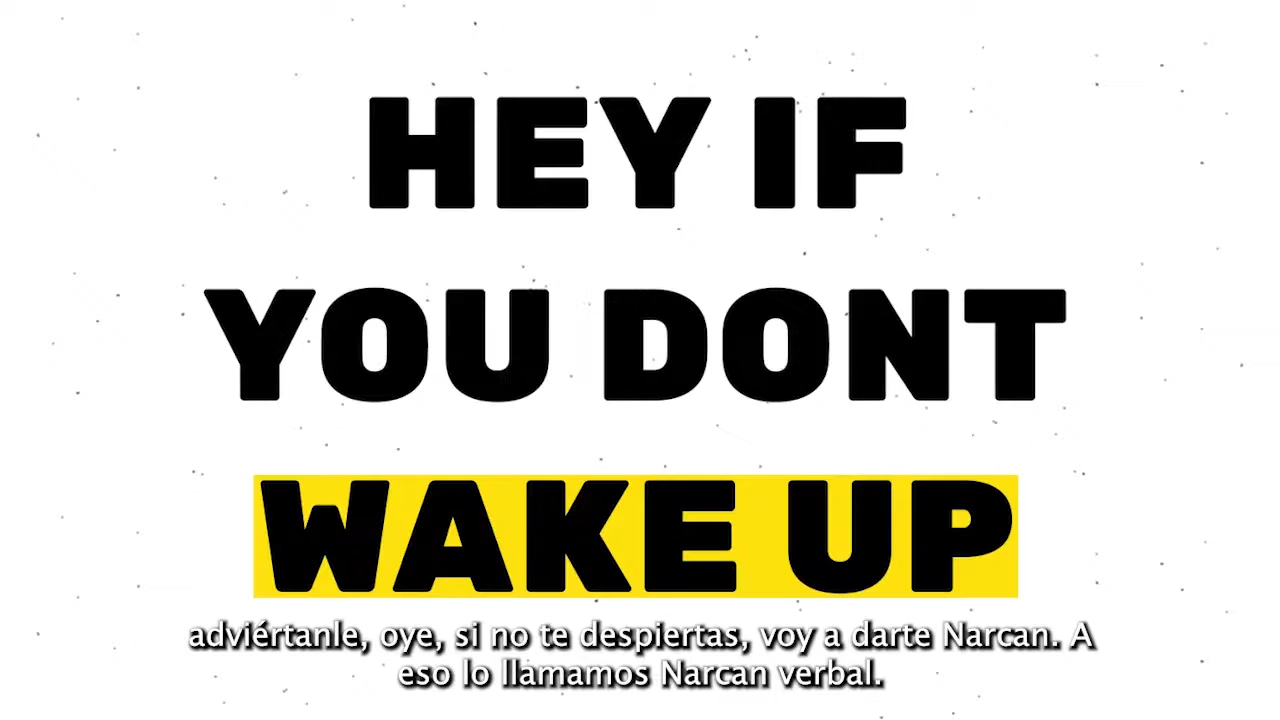 HEY IF
YOU DONT
WAKE UP
adviértanle, oye, si no te despiertas, voy a darte Narcan. A
eso lo llamamos Narcan verbal.